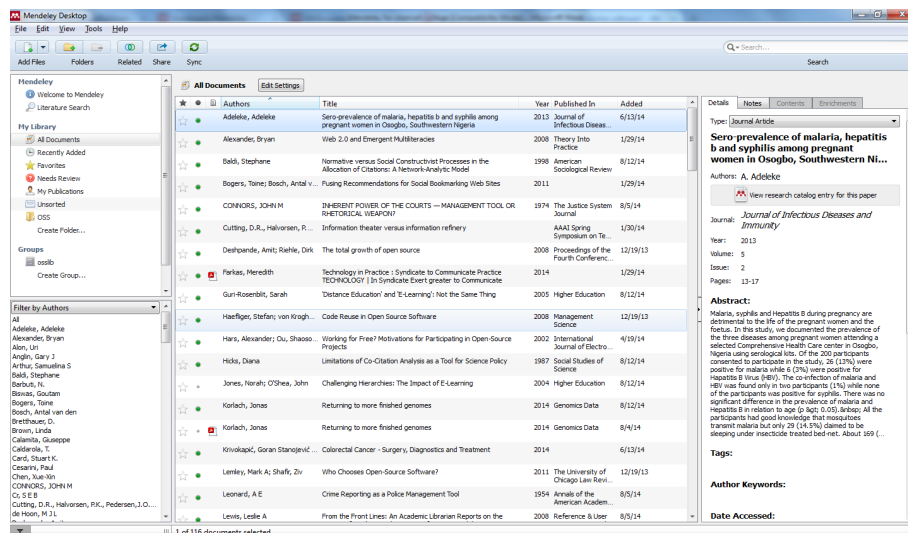 Mendeley Desktop
File Edit View Tools Help
Add Files Folders Related Share Sync
Search...
Search
Mendeley
Welcome to Mendeley
Literature Search
My Library
All Documents
Recently Added
Favorites
Needs Review
My Publications
Unsorted
OSS
Create Folder...
Groups
osslib
Create Group...
Filter by Authors
All
Adeleke, Adeleke
Alexander, Bryan
Alon, Uri
Anglin, Gary J
Arthur, Samuelina S
Baldi, Stephane
Barbuti, N.
Biswas, Goutam
Bogers, Toine
Bosch, Antal van den
Bretthauer, D.
Brown, Linda
Calamita, Giuseppe
Caldarola, T.
Card, Stuart K.
Cesarini, Paul
Chen, Xue-Xin
CONNORS, JOHN M
Cr, S E B
Cutting, D.R., Halvorsen, P.K., Pedersen,J.O....
de Hoon, M J L
All Documents Edit Settings
Authors Title Year Published In Added
Adeleke, Adeleke Sero-prevalence of malaria, hepatitis b and syphilis among 2013 Journal of 6/13/14
pregnant women in Osogbo, Southwestern Nigeria Infectious Diseas...
Alexander, Bryan Web 2.0 and Emergent Multiliteracies 2008 Theory Into 1/29/14
Practice
Baldi, Stephane Normative versus Social Constructivist Processes in the 1998 American 8/12/14
Allocation of Citations: A Network-Analytic Model Sociological Review
Bogers, Toine; Bosch, Antal v... Fusing Recommendations for Social Bookmarking Web Sites 2011 1/29/14
CONNORS, JOHN M INHERENT POWER OF THE COURTS — MANAGEMENT TOOL OR 1974 The Justice System 8/5/14
RHETORICAL WEAPON? Journal
Cutting, D.R., Halvorsen, P. ... Information theater versus information refinery AAAI Spring 1/30/14
Symposium on Te...
Deshpande, Amit; Riehle, Dirk The total growth of open source 2008 Proceedings of the 12/19/13
Fourth Conferenc...
Farkas, Meredith Technology in Practice : Syndicate to Communicate Practice 2014 1/29/14
TECHNOLOGY | In Syndicate Exert greater to Communicate
Guri-Rosenblit, Sarah 'Distance Education' and 'E-Learning': Not the Same Thing 2005 Higher Education 8/12/14
Haefliger, Stefan; von Krogh... Code Reuse in Open Source Software 2008 Management 12/19/13
Science
Hars, Alexander; Ou, Shaoso... Working for Free? Motivations for Participating in Open-Source 2002 International 4/19/14
Projects Journal of Electro...
Hicks, Diana Limitations of Co-Citation Analysis as a Tool for Science Policy 1987 Social Studies of 8/12/14
Science
Jones, Norah; O'Shea, John Challenging Hierarchies: The Impact of E-Learning 2004 Higher Education 8/12/14
Korlach, Jonas Returning to more finished genomes 2014 Genomics Data 8/12/14
Korlach, Jonas Returning to more finished genomes 2014 Genomics Data 8/4/14
Krivokapić, Goran Stanojević ... Colorectal Cancer - Surgery, Diagnostics and Treatment 2014 8/13/14
Lemley, Mark A; Shafir, Ziv Who Chooses Open-Source Software? 2011 The University of 12/19/13
Chicago Law Revi...
Leonard, A E Crime Reporting as a Police Management Tool 1954 Annals of the 8/5/14
American Academ...
Lewis, Leslie A From the Front Lines: An Academic Librarian Reports on the 2008 Reference & User 8/5/14
Details Notes Contents Enrichments
Type: Journal Article
Sero-prevalence of malaria, hepatitis
b and syphilis among pregnant
women in Osogbo, Southwestern Ni...
Authors: A. Adeleke
View research catalog entry for this paper
Journal: Journal of Infectious Diseases and
Immunity
Year: 2013
Volume: 5
Issue: 2
Pages: 13-17
Abstract:
Malaria, syphilis and Hepatitis B during pregnancy are
detrimental to the life of the pregnant women and the
foetus. In this study, we documented the prevalence of
the three diseases among pregnant women attending a
selected Comprehensive Health Care center in Osogbo,
Nigeria using serological kits. Of the 200 participants
consented to participate in the study, 26 (13%) were
positive for malaria while 6 (3%) were positive for
Hapatitis B Virus (HBV). The co-infection of malaria and
HBV was found only in two participants (1%) while none
of the participants was positive for syphilis. There was no
significant difference in the prevalence of malaria and
Hepatitis B in relation to age (p &gt; 0.05).&nbsp; All the
participants had good knowledge that mosquitoes
transmit malaria but only 29 (14.5%) claimed to be
sleeping under insecticide treated bed-net. About 169 (...
Tags:
Author Keywords:
Date Accessed:
1 of 116 documents selected